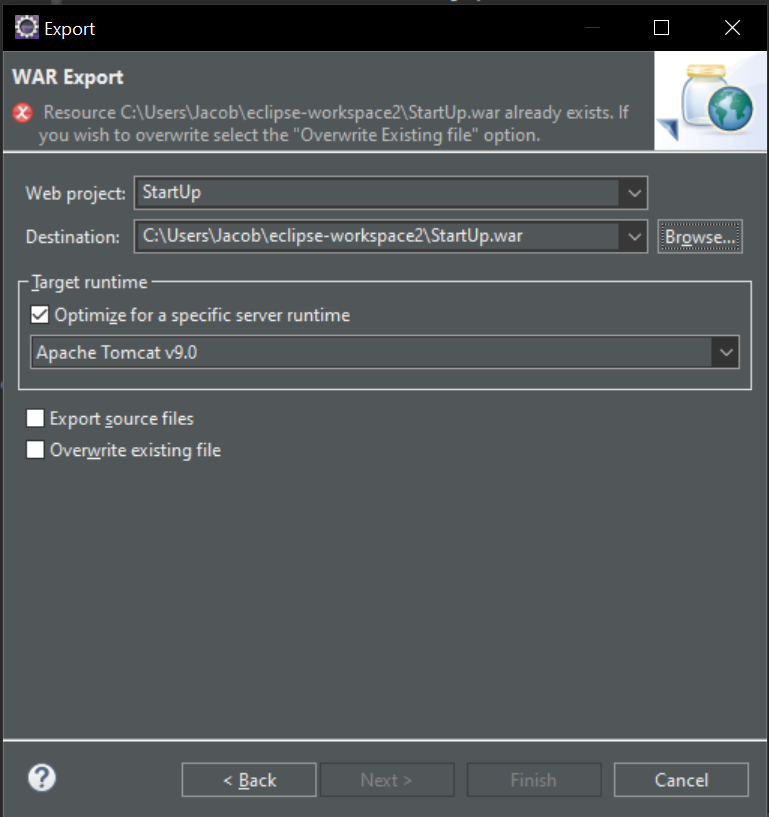 Export
WAR Export
Resource C:\Users\Jacob\eclipse-workspace2\StartUp.war already exists. If
you wish to overwrite select the "Overwrite Existing file" option.
Web project: StartUp
Destination: C:\Users\Jacob\eclipse-workspace2\StartUp.war Browse...
Target runtime
Optimize for a specific server runtime
Apache Tomcat v9.0
Export source files
Overwrite existing file
? < Back Next > Finish Cancel